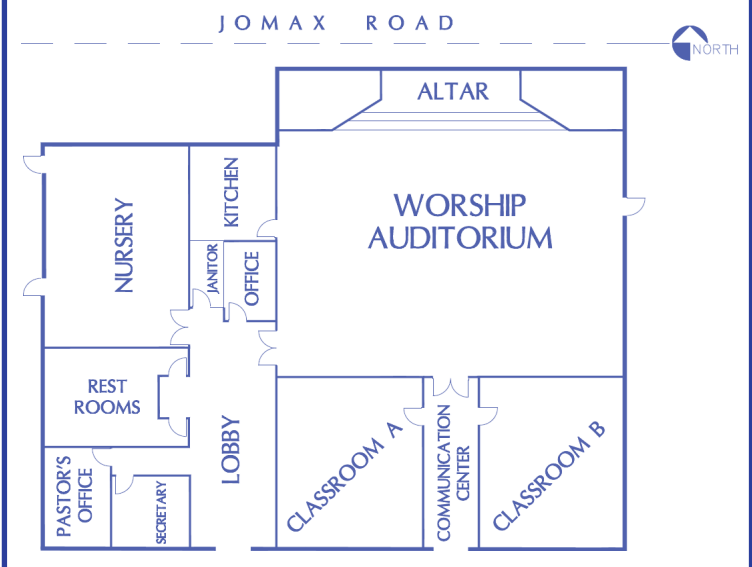 JOMAX ROAD
NORTH
ALTAR
WORSHIP
AUDITORIUM
KITCHEN
NURSERY
JANITOR
OFFICE
REST
ROOMS
LOBBY
PASTOR'S
OFFICE
SECRETARY
CLASSROOM A
COMMUNICATION
CENTER
CLASSROOM B